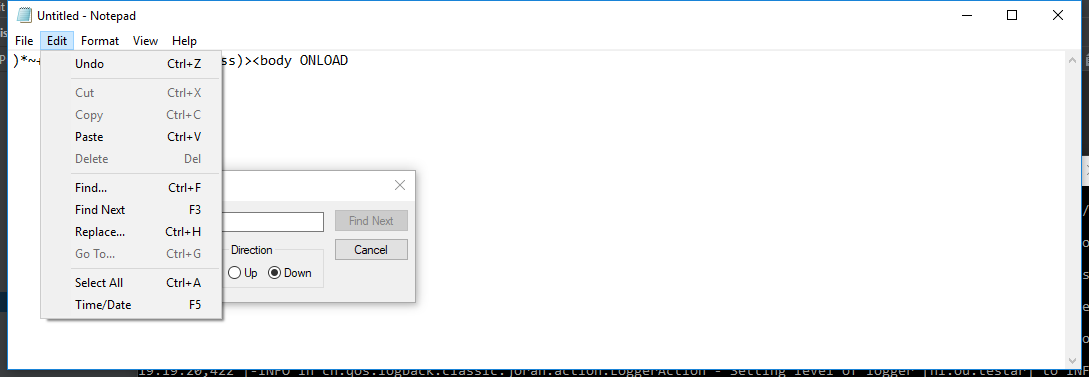 Untitled - Notepad
File Edit Format View Help
)*~+ ss)><body ONLOAD
Undo Ctrl+Z
Cut Ctrl+X
Copy Ctrl+C
Paste Ctrl+V
Delete Del
Find... Ctrl+F
Find Next F3
Replace... Ctrl+H
Go To... Ctrl+G
Select All Ctrl+A
Time/Date F5
Find Next
Cancel
Direction
Up Down
19:19:20,422 |-INFO in ch.qos.logback.classic.joran.action.LoggerAction - Setting level of logger [nl.ou.testar] to INF